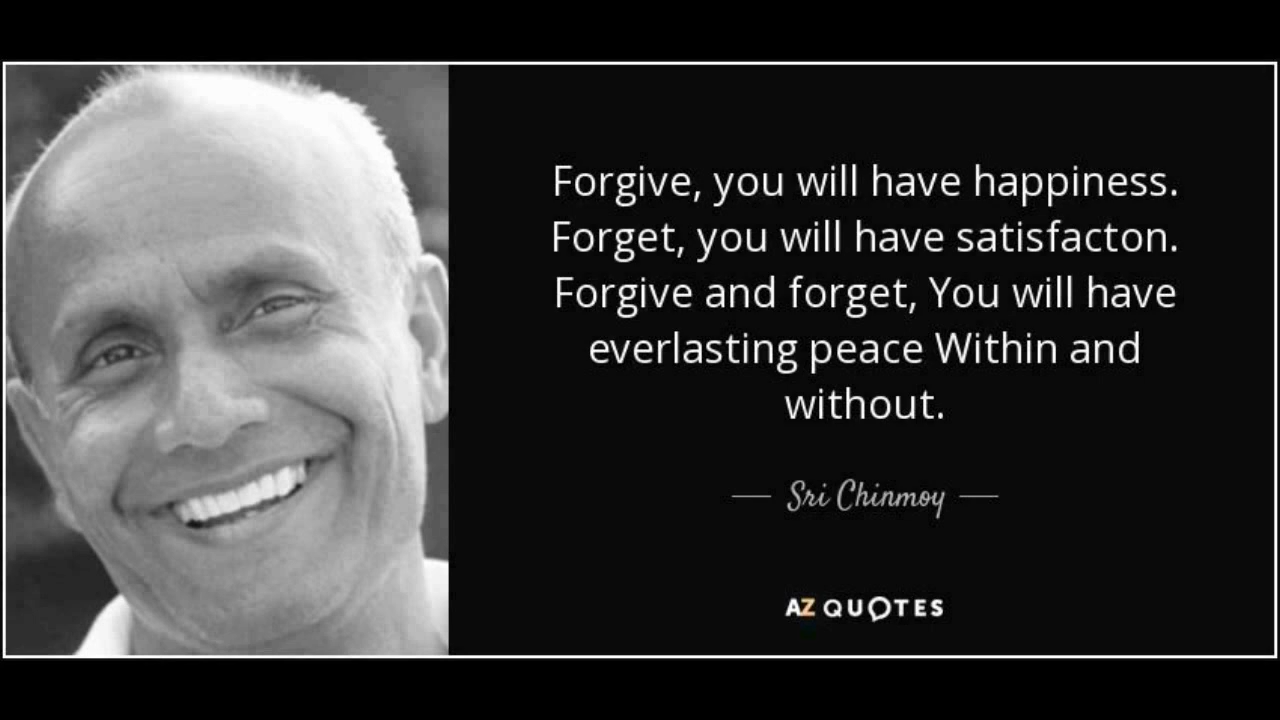 Forgive, you will have happiness.
Forget, you will have satisfacton.
Forgive and forget, You will have
everlasting peace Within and
without.
Sri Chinmoy
AZ QUOTES